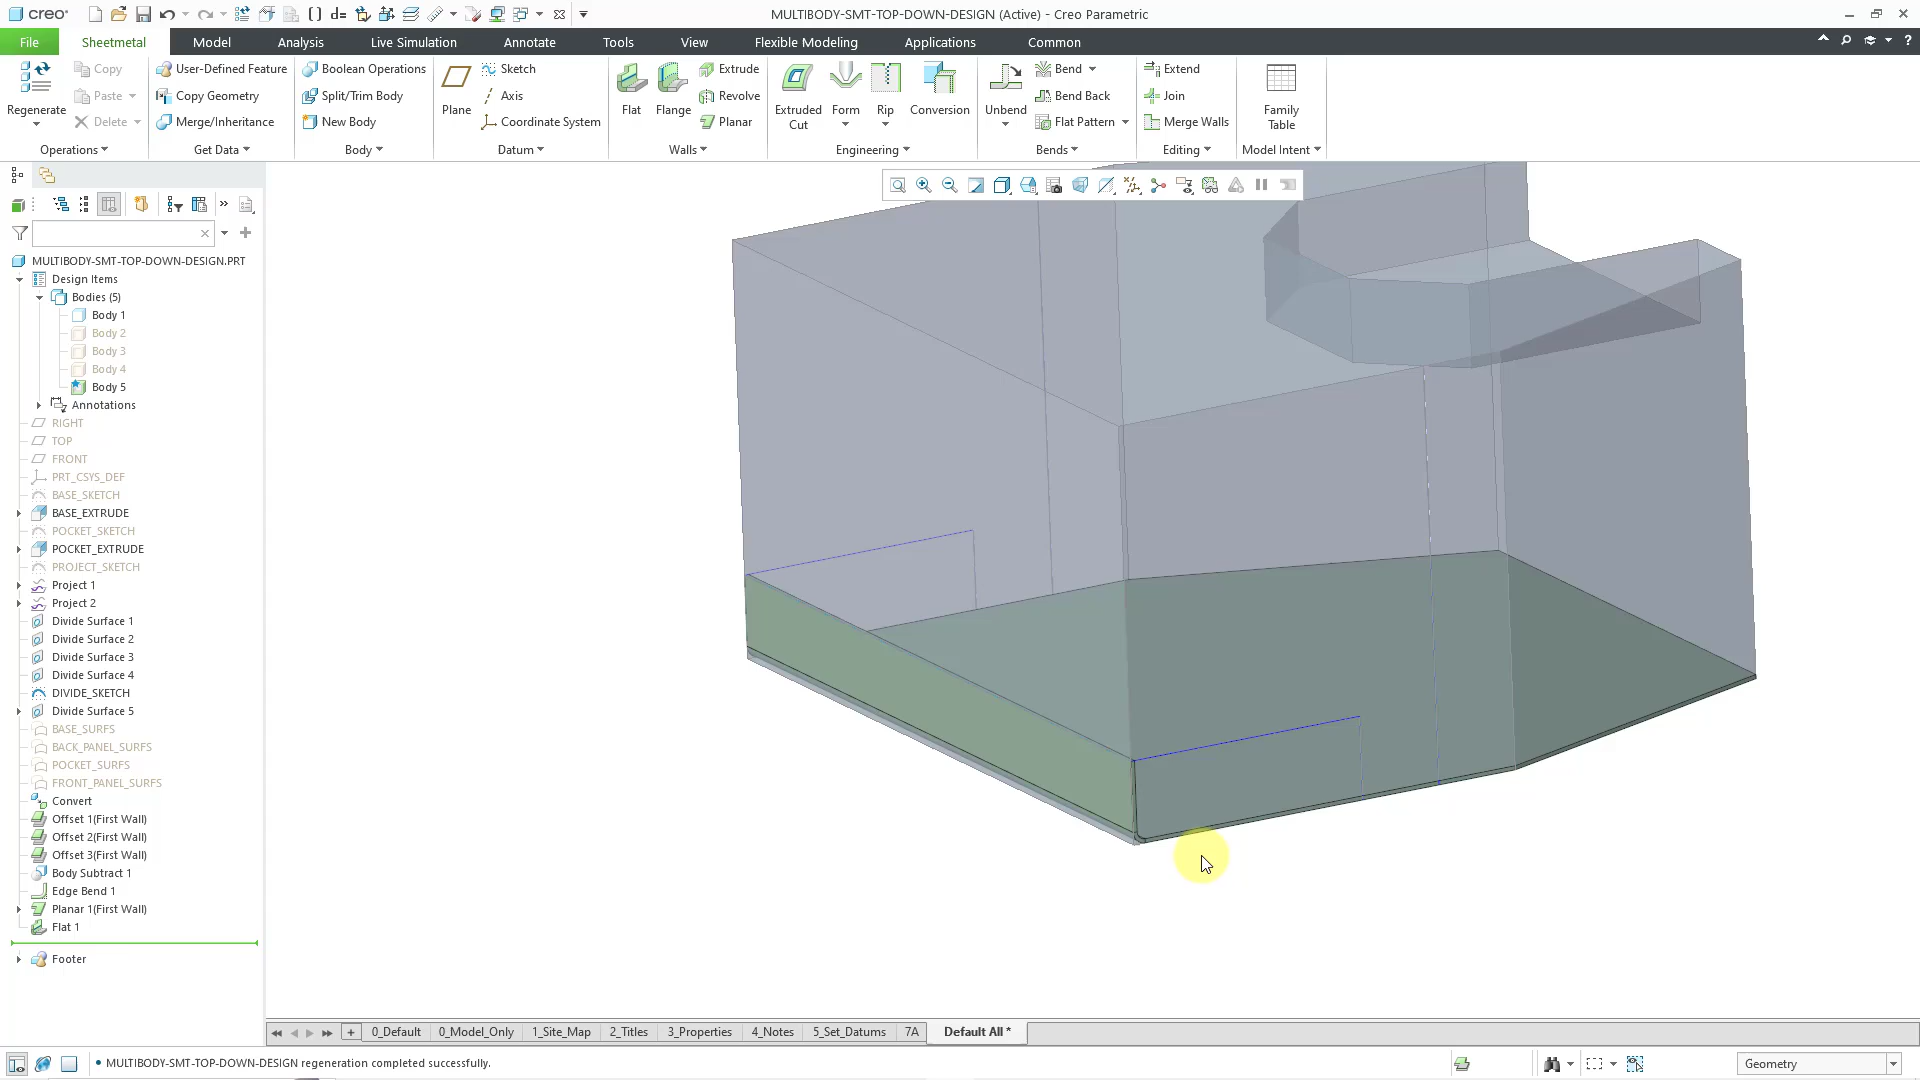 creo
d=
MULTIBODY-SMT-TOP-DOWN-DESIGN (Active) - Creo Parametric
File
Sheetmetal
Model
Analysis
Live Simulation
Annotate
Tools
View
Flexible Modeling
Applications
Common
?
Regenerate
Copy
Paste
Delete
Operations
User-Defined Feature
Copy Geometry
Merge/Inheritance
Get Data
Boolean Operations
Split/Trim Body
New Body
Body
Plane
Sketch
Axis
Coordinate System
Datum
Flat
Flange
Extrude
Revolve
Planar
Walls
Extruded
Cut
Form
Rip
Conversion
Engineering
Unbend
Bend
Bend Back
Flat Pattern
Bends
Extend
Join
Merge Walls
Editing
Family
Table
Model Intent
MULTIBODY-SMT-TOP-DOWN-DESIGN.PRT
Design Items
Bodies (5)
Body 1
Body 2
Body 3
Body 4
Body 5
Annotations
RIGHT
TOP
FRONT
PRT_CSYS_DEF
BASE_SKETCH
BASE_EXTRUDE
POCKET_SKETCH
POCKET_EXTRUDE
PROJECT_SKETCH
Project 1
Project 2
Divide Surface 1
Divide Surface 2
Divide Surface 3
Divide Surface 4
DIVIDE_SKETCH
Divide Surface 5
BASE_SURFS
BACK_PANEL_SURFS
POCKET_SURFS
FRONT_PANEL_SURFS
Convert
Offset 1(First Wall)
Offset 2(First Wall)
Offset 3(First Wall)
Body Subtract 1
Edge Bend 1
Planar 1(First Wall)
Flat 1
Footer
0_Default
0_Model_Only
1_Site_Map
2_Titles
3_Properties
4_Notes
5_Set_Datums
7A
Default All *
• MULTIBODY-SMT-TOP-DOWN-DESIGN regeneration completed successfully.
Geometry